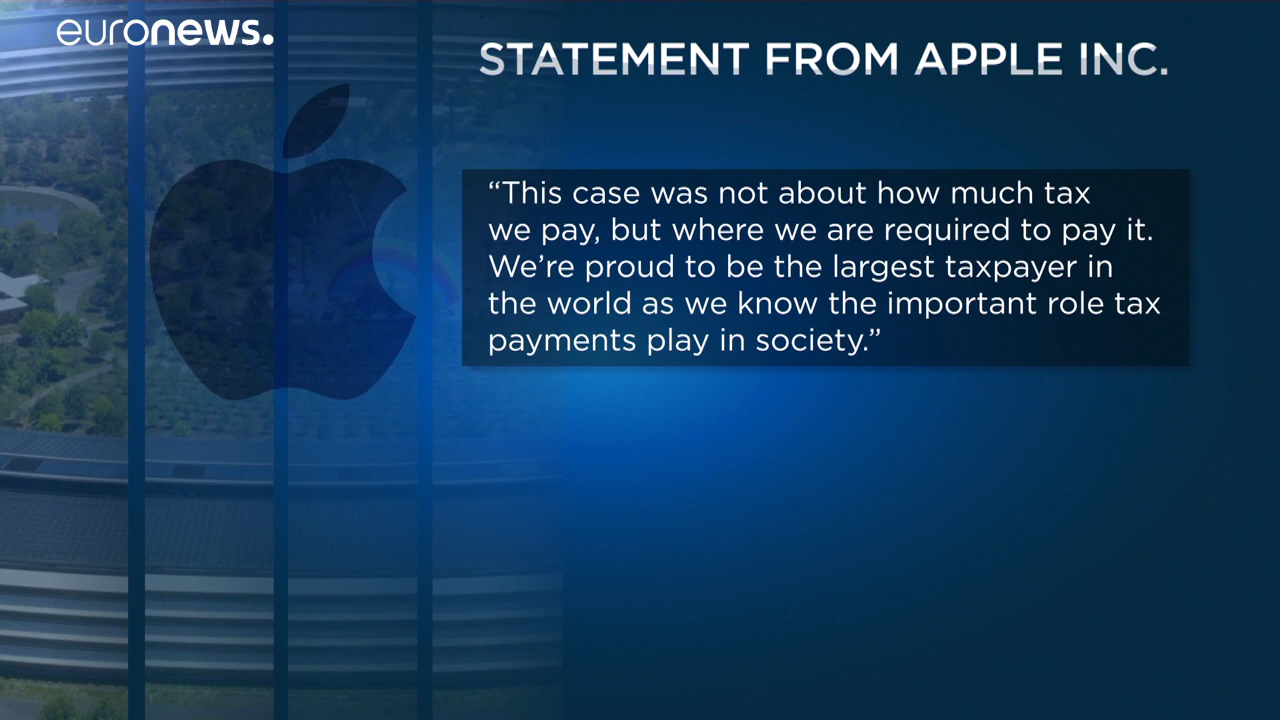 euronews.
STATEMENT FROM APPLE INC.
“This case was not about how much tax
we pay, but where we are required to pay it.
We’re proud to be the largest taxpayer in
the world as we know the important role tax
payments play in society.”